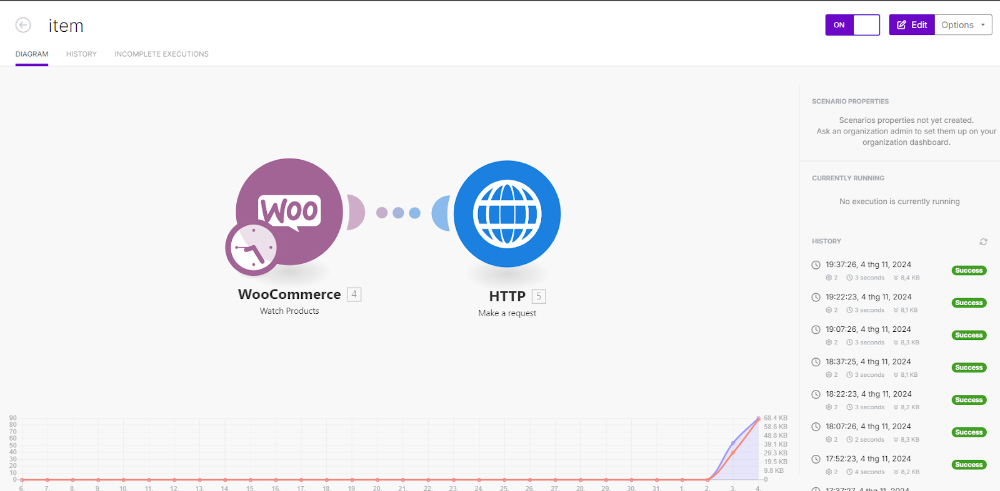 item
ON
Edit
Options
DIAGRAM
HISTORY
INCOMPLETE EXECUTIONS
SCENARIO PROPERTIES
Scenarios properties not yet created.
Ask an organization admin to set them up on your
organization dashboard.
CURRENTLY RUNNING
No execution is currently running
WOO
WooCommerce 4
Watch Products
HTTP 5
Make a request
HISTORY
19:37:26, 4 thg 11, 2024
2 3 seconds 8,4 KB
Success
19:22:23, 4 thg 11, 2024
2 3 seconds 8,1 KB
Success
19:07:26, 4 thg 11, 2024
2 3 seconds 8,3 KB
Success
18:37:25, 4 thg 11, 2024
2 3 seconds 8,1 KB
Success
18:22:23, 4 thg 11, 2024
2 3 seconds 8,2 KB
Success
18:07:26, 4 thg 11, 2024
2 2 seconds 8,3 KB
Success
17:52:23, 4 thg 11, 2024
2 4 seconds 8,2 KB
Success
17:37:27, 4 thg 11, 2024
90 68.4 KB
80 58.6 KB
70 48.8 KB
60 39.1 KB
50 29.3 KB
40 19.5 KB
30 9.8 KB
20 0
10
0
6. 7. 8. 9. 10. 11. 12. 13. 14. 15. 16. 17. 18. 19. 20. 21. 22. 23. 24. 25. 26. 27. 28. 29. 30. 31. 1. 2. 3. 4.